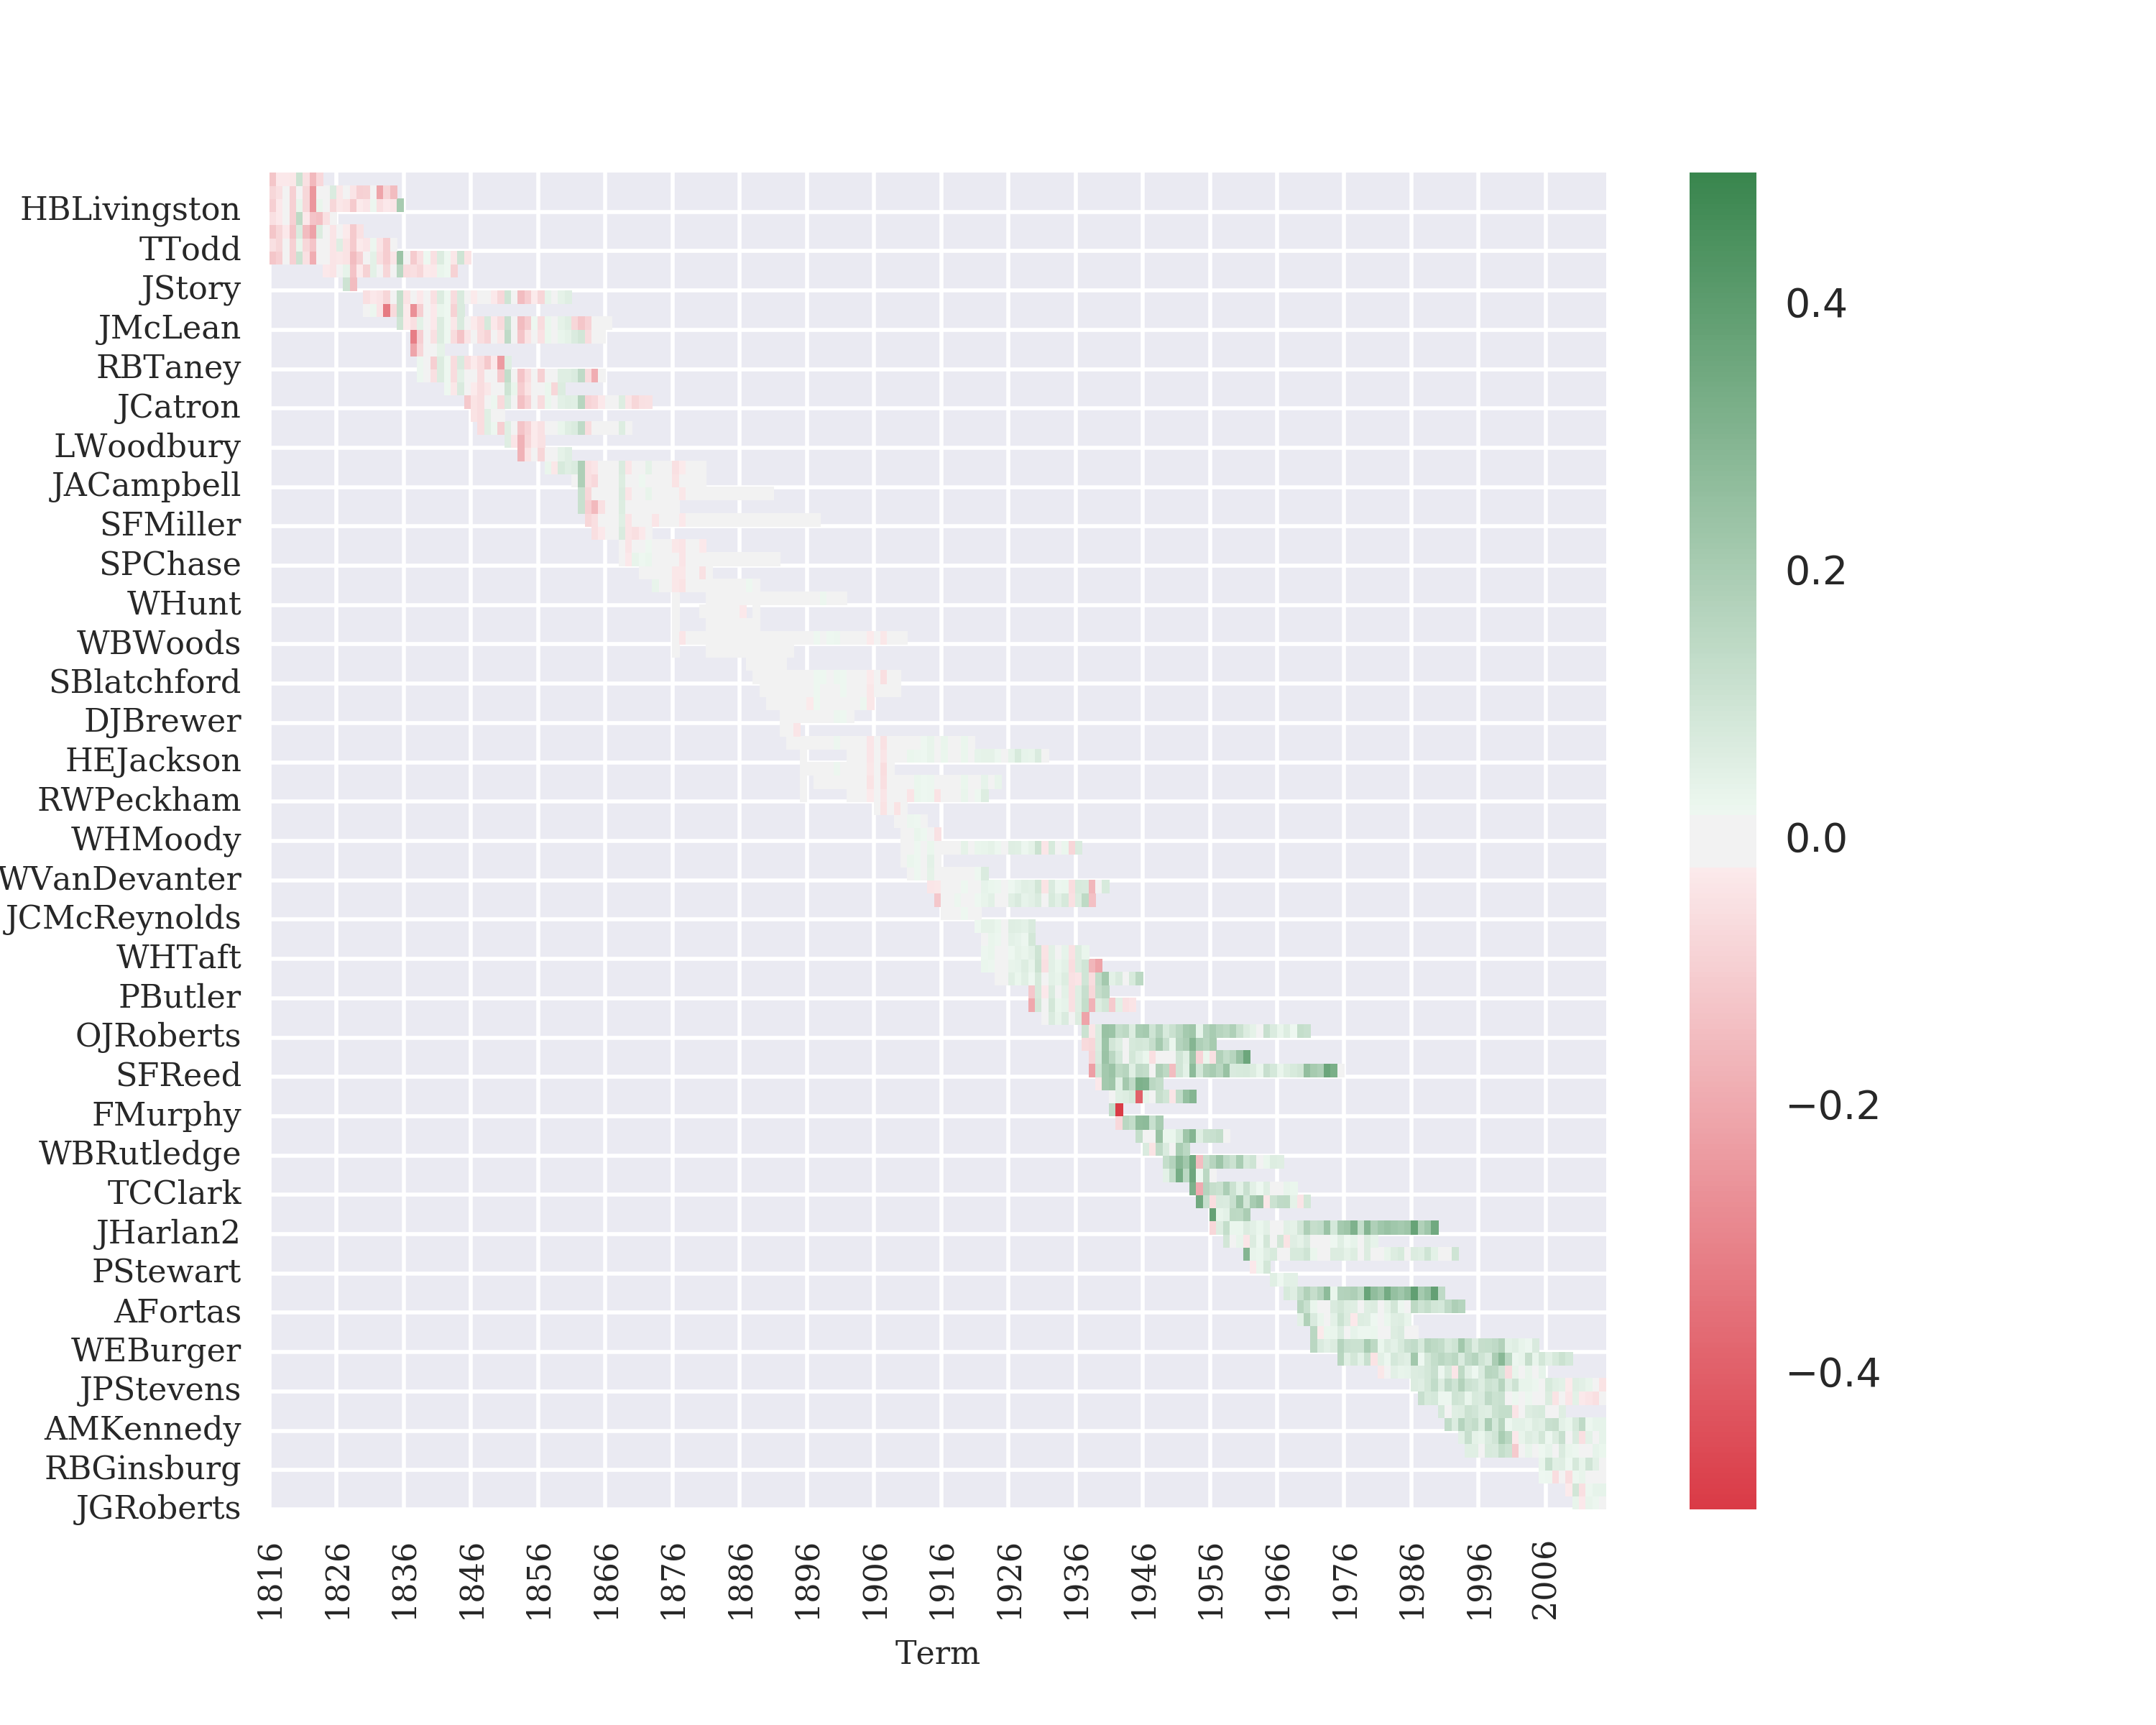 HBLivingston
TTodd
JStory
JMcLean
RBTaney
JCatron
LWoodbury
JACampbell
SFMiller
SPChase
WHunt
WBWoods
SBlatchford
DJBrewer
HEJackson
RWPeckham
WHMoody
WVanDevanter
JCMcReynolds
WHTaft
PButler
OJRoberts
SFReed
FMurphy
WBRutledge
TCClark
JHarlan2
PStewart
AFortas
WEBurger
JPStevens
AMKennedy
RBGinsburg
JGRoberts
1816 1826 1836 1846 1856 1866 1876 1886 1896 1906 1916 1926 1936 1946 1956 1966 1976 1986 1996 2006
Term
0.4
0.2
0.0
−0.2
−0.4